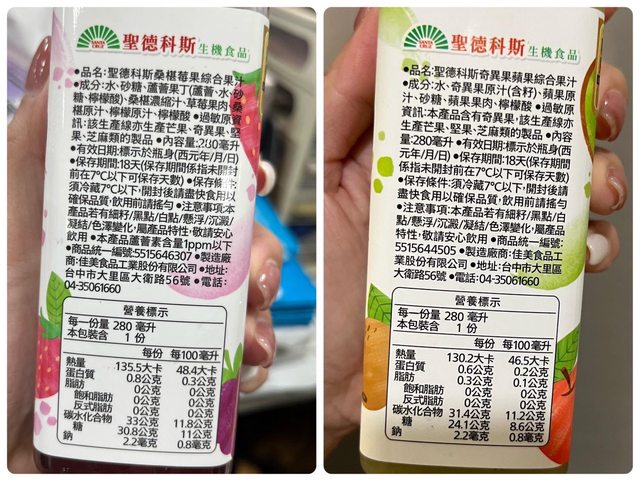 SANTA CRUZ
聖德科斯 生機食品
●品名:聖德科斯桑椹莓果綜合果汁
●成分:水、砂糖、蘆薈果丁(蘆薈、水、砂
糖、檸檬酸)、桑椹濃縮汁、草莓果肉、桑
椹原汁、檸檬原汁、檸檬酸 ●過敏原資
訊:該生產線亦生產芒果、奇異果、堅
果、芝麻類的製品 ●內容量:280毫升
●有效日期:標示於瓶身(西元年/月/日)
●保存期間:18天(保存期間係指未開封
前在7°C以下可保存天數) ●保存條件:
須冷藏7°C以下,開封後請盡快食用以
確保品質,飲用前請搖勻 ●注意事項:本
產品若有細籽/黑點/白點/懸浮/沉澱/
凝結/色澤變化,屬產品特性,敬請安心
飲用 ●本產品蘆薈素含量1ppm以下
●商品統一編號:5515646307 ●製造廠
商:佳美食品工業股份有限公司 ●地址:
台中市大里區大衛路56號 ●電話:
04-35061660
營養標示
每一份量 280 毫升
本包裝含 1 份
每份 每100毫升
熱量 135.5大卡 48.4大卡
蛋白質 0.8公克 0.3公克
脂肪 0公克 0公克
飽和脂肪 0公克 0公克
反式脂肪 0公克 0公克
碳水化合物 33公克 11.8公克
糖 30.8公克 11公克
鈉 2.2毫克 0.8毫克
SANTA CRUZ
聖德科斯 生機食品
●品名:聖德科斯奇異果蘋果綜合果汁
●成分:水、奇異果原汁(含籽)、蘋果原
汁、砂糖、蘋果果肉、檸檬酸 ●過敏原
資訊:本產品含有奇異果,該生產線亦
生產芒果、堅果、芝麻類的製品 ●內容
量:280毫升 ●有效日期:標示於瓶身(西
元年/月/日) ●保存期間:18天(保存期間
係指未開封前在7°C以下可保存天數)
●保存條件:須冷藏7°C以下,開封後請
盡快食用以確保品質,飲用前請搖勻
●注意事項:本產品若有細籽/黑點/白
點/懸浮/沉澱/凝結/色澤變化,屬產品
特性,敬請安心飲用 ●商品統一編號:
5515644505 ●製造廠商:佳美食品工
業股份有限公司 ●地址:台中市大里區
大衛路56號 ●電話:04-35061660
營養標示
每一份量 280 毫升
本包裝含 1 份
每份 每100毫升
熱量 130.2大卡 46.5大卡
蛋白質 0.6公克 0.2公克
脂肪 0.3公克 0.1公克
飽和脂肪 0公克 0公克
反式脂肪 0公克 0公克
碳水化合物 31.4公克 11.2公克
糖 24.1公克 8.6公克
鈉 2.2毫克 0.8毫克